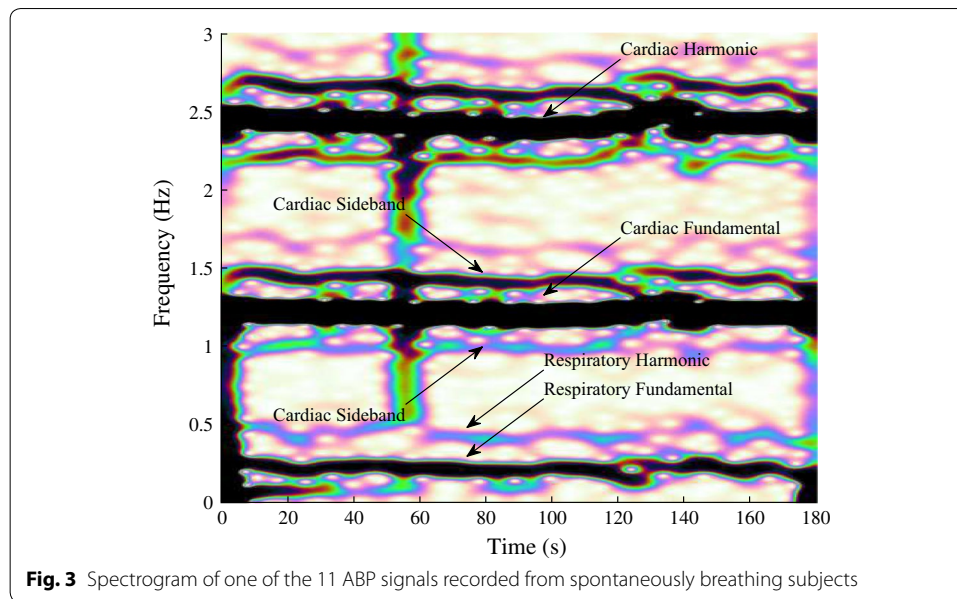 3
2.5
2
1.5
1
0.5
0
Frequency (Hz)
Cardiac Harmonic
Cardiac Sideband
Cardiac Fundamental
Respiratory Harmonic
Respiratory Fundamental
Cardiac Sideband
0 20 40 60 80 100 120 140 160 180
Time (s)
Fig. 3 Spectrogram of one of the 11 ABP signals recorded from spontaneously breathing subjects